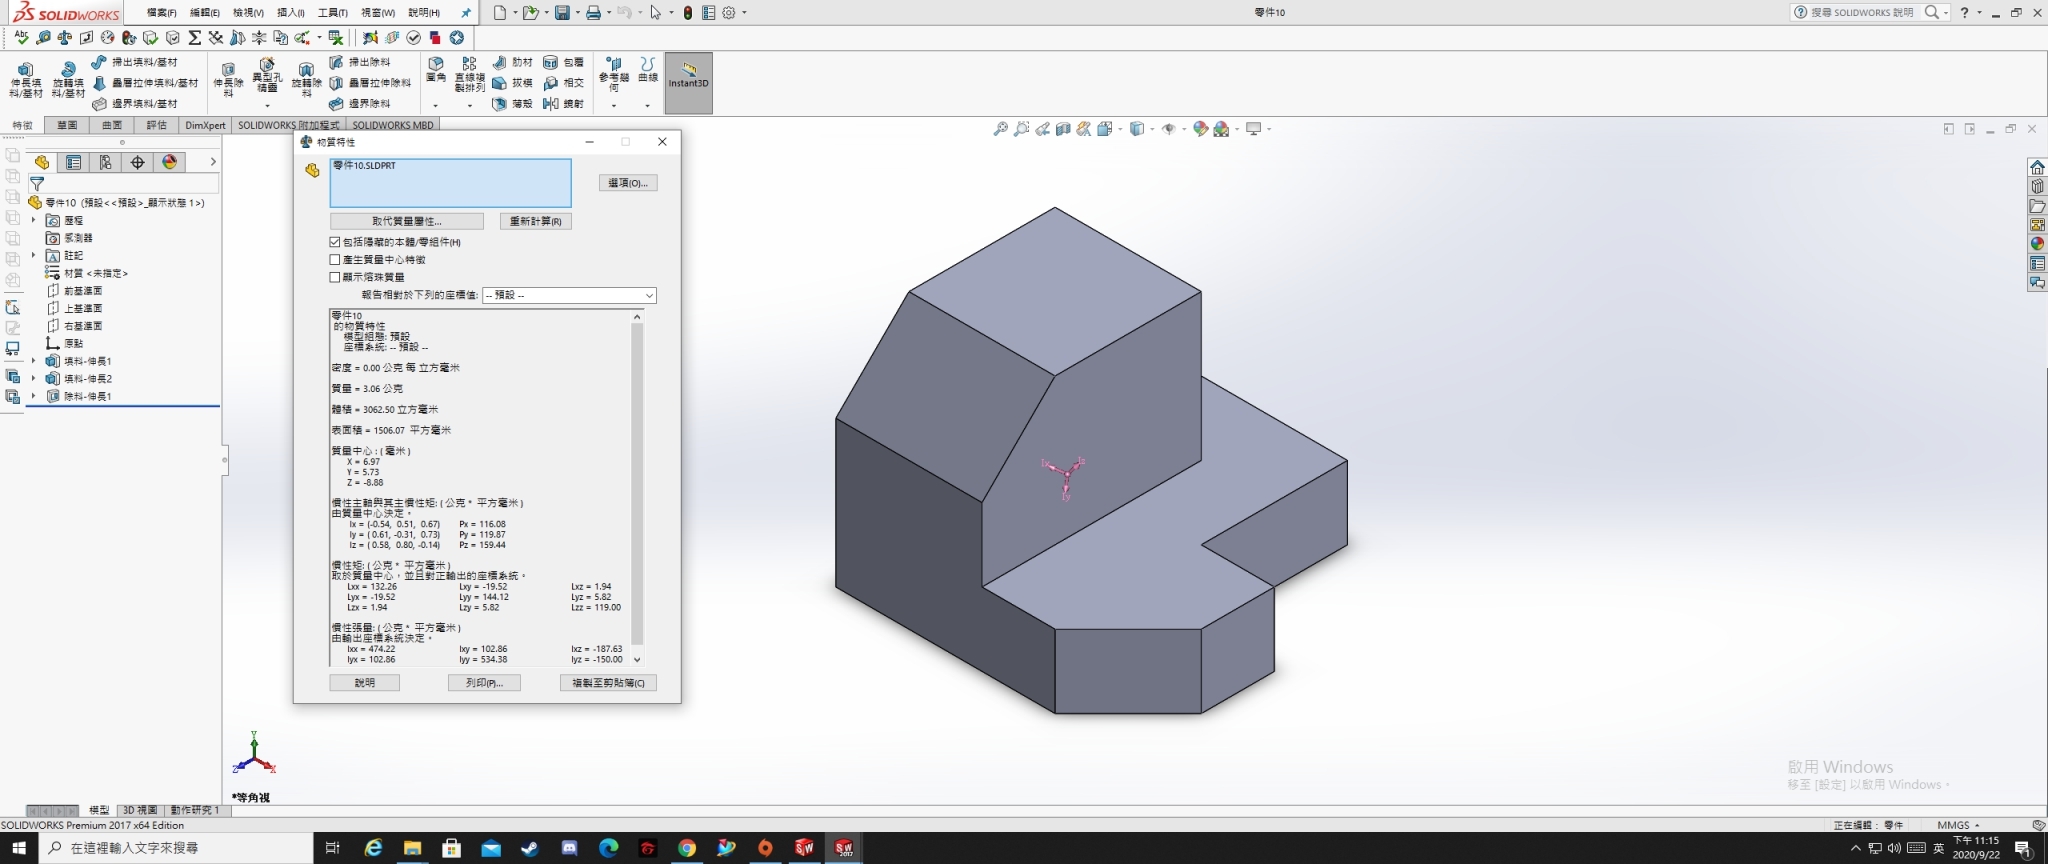 SOLIDWORKS
檔案(F) 編輯(E) 檢視(V) 插入(I) 工具(T) 視窗(W) 說明(H)
零件10
搜尋 SOLIDWORKS 說明
伸長填料/基材
旋轉填料/基材
掃出填料/基材
疊層拉伸填料/基材
邊界填料/基材
伸長除料
異型孔精靈
旋轉除料
掃出除料
疊層拉伸除料
邊界除料
圓角
直線複製排列
肋材
拔模
薄殼
包覆
相交
鏡射
參考幾何
曲線
Instant3D
特徵 草圖 曲面 評估 DimXpert SOLIDWORKS 附加程式 SOLIDWORKS MBD
零件10 (預設<<預設>_顯示狀態 1>)
歷程
感測器
註記
材質 <未指定>
前基準面
上基準面
右基準面
原點
填料-伸長1
填料-伸長2
除料-伸長1
物質特性
零件10.SLDPRT
選項(O)...
取代質量屬性... 重新計算(R)
包括隱藏的本體/零組件(H)
產生質量中心特徵
顯示熔珠質量
報告相對於下列的座標值: -- 預設 --
零件10
的物質特性
模型組態: 預設
座標系統: -- 預設 --
密度 = 0.00 公克 每 立方毫米
質量 = 3.06 公克
體積 = 3062.50 立方毫米
表面積 = 1506.07 平方毫米
質量中心 : ( 毫米 )
X = 6.97
Y = 5.73
Z = -8.88
慣性主軸與其主慣性矩: ( 公克 * 平方毫米 )
由質量中心決定。
Ix = (-0.54, 0.51, 0.67) Px = 116.08
Iy = ( 0.61, -0.31, 0.73) Py = 119.87
Iz = ( 0.58, 0.80, -0.14) Pz = 159.44
慣性矩: ( 公克 * 平方毫米 )
取於質量中心，並且對正輸出的座標系統。
Lxx = 132.26 Lxy = -19.52 Lxz = 1.94
Lyx = -19.52 Lyy = 144.12 Lyz = 5.82
Lzx = 1.94 Lzy = 5.82 Lzz = 119.00
慣性張量: ( 公克 * 平方毫米 )
由輸出座標系統決定。
Ixx = 474.22 Ixy = 102.86 Ixz = -187.63
Iyx = 102.86 Iyy = 534.38 Iyz = -150.00
說明 列印(P)... 複製至剪貼簿(C)
Ix Iz
Iy
Y
Z X
*等角視
啟用 Windows
移至 [設定] 以啟用 Windows。
模型 3D 視圖 動作研究 1
SOLIDWORKS Premium 2017 x64 Edition
正在編輯： 零件 MMGS
在這裡輸入文字來搜尋
英
下午 11:15
2020/9/22